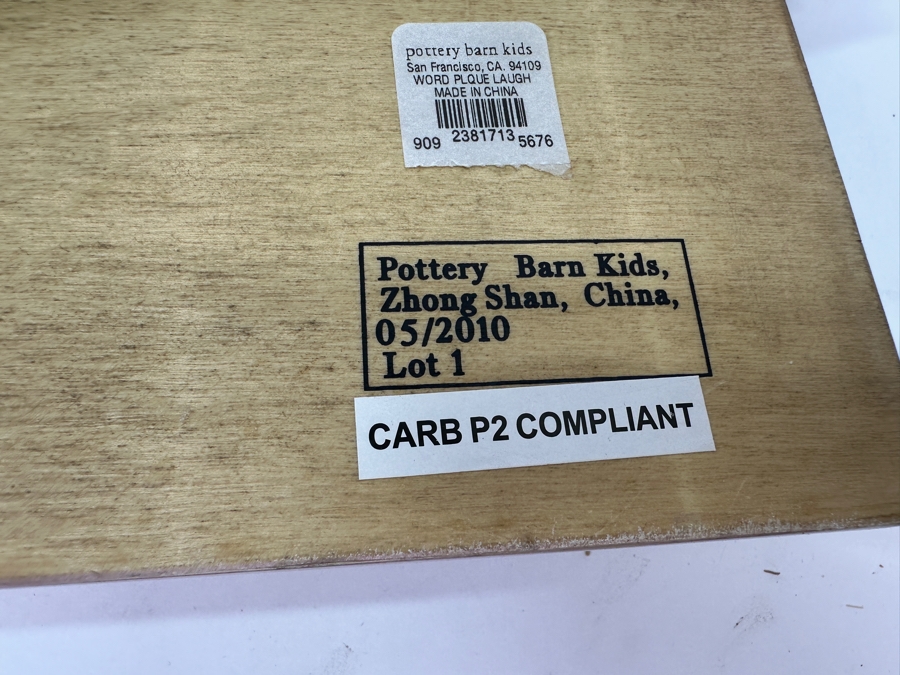 pottery barn kids
San Francisco, CA. 94109
WORD PLQUE LAUGH
MADE IN CHINA
909 2381713 5676
Pottery Barn Kids,
Zhong Shan, China,
05/2010
Lot 1
CARB P2 COMPLIANT